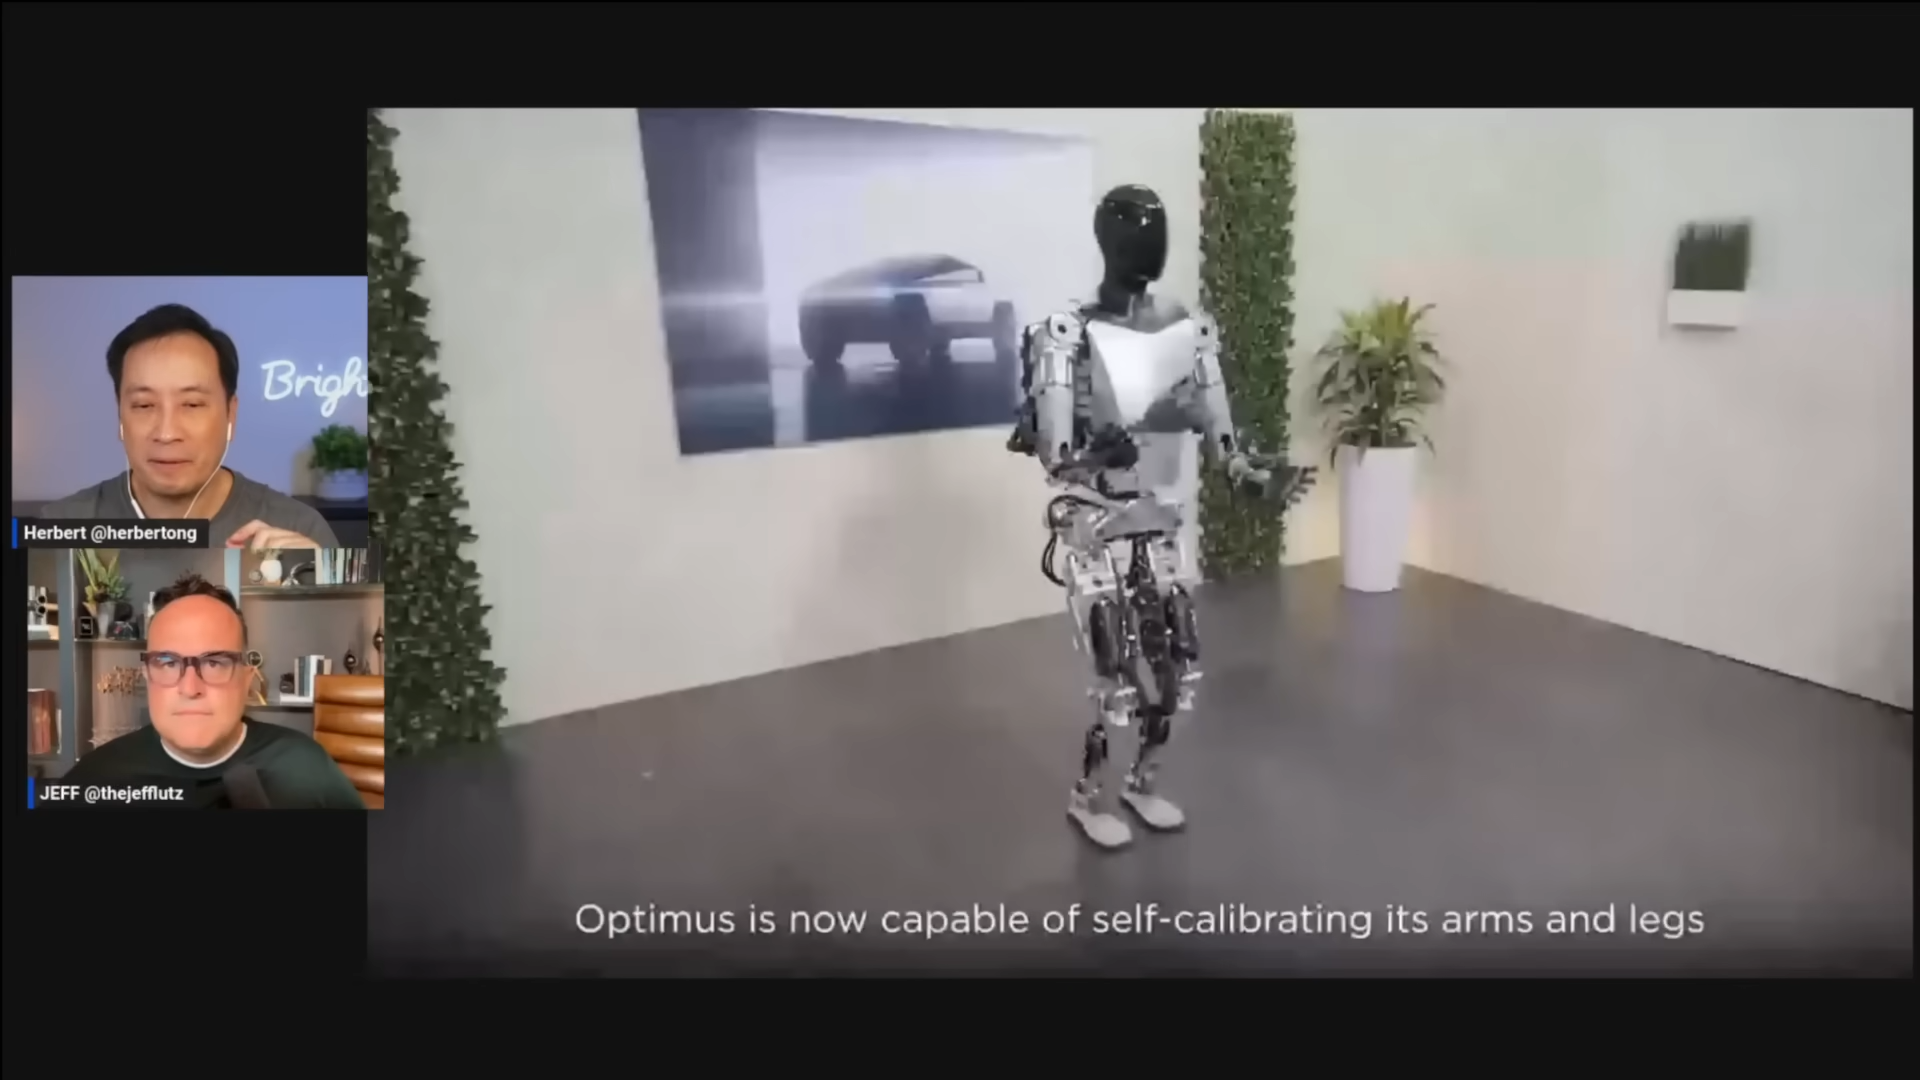 Brigh
Herbert @herbertong
JEFF @thejefflutz
Optimus is now capable of self-calibrating its arms and legs